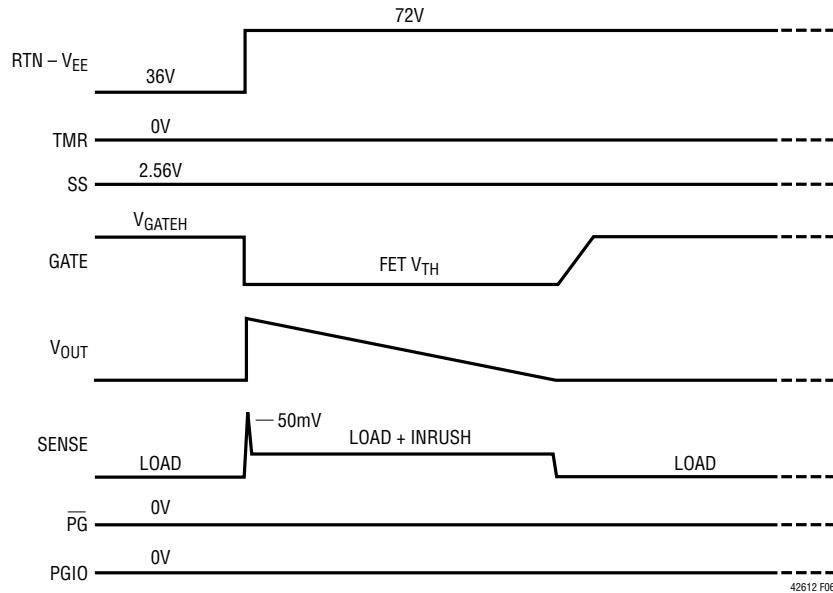 72V
RTN – VEE
36V
TMR
0V
SS
2.56V
VGATEH
GATE
FET VTH
VOUT
50mV
SENSE
LOAD + INRUSH
LOAD
LOAD
PG
0V
PGIO
0V
42612 F06